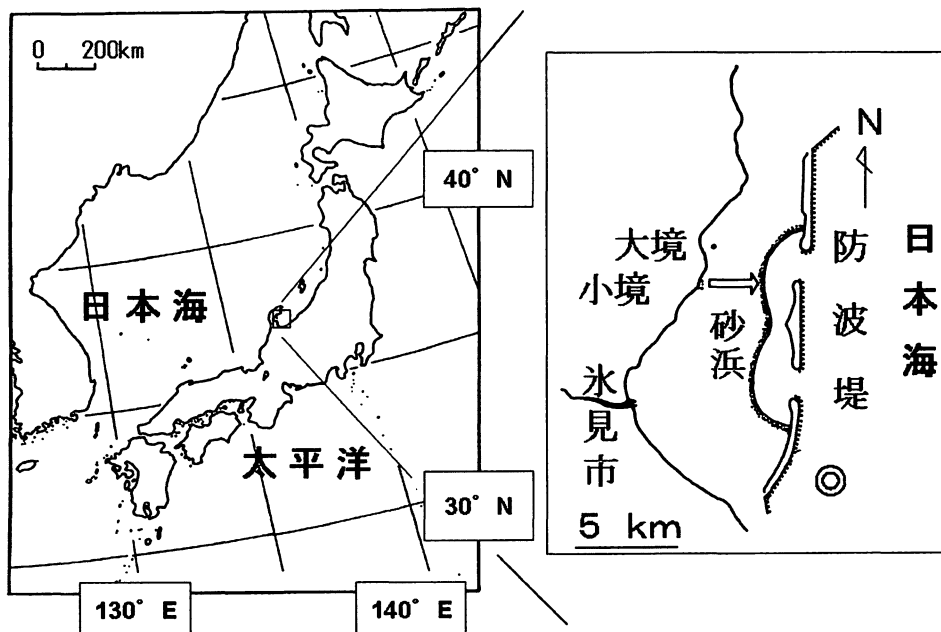 0 200km
40° N
日本海
太平洋
30° N
130° E
140° E
N
大境
小境
砂浜
氷見市
防波堤
日本海
5 km